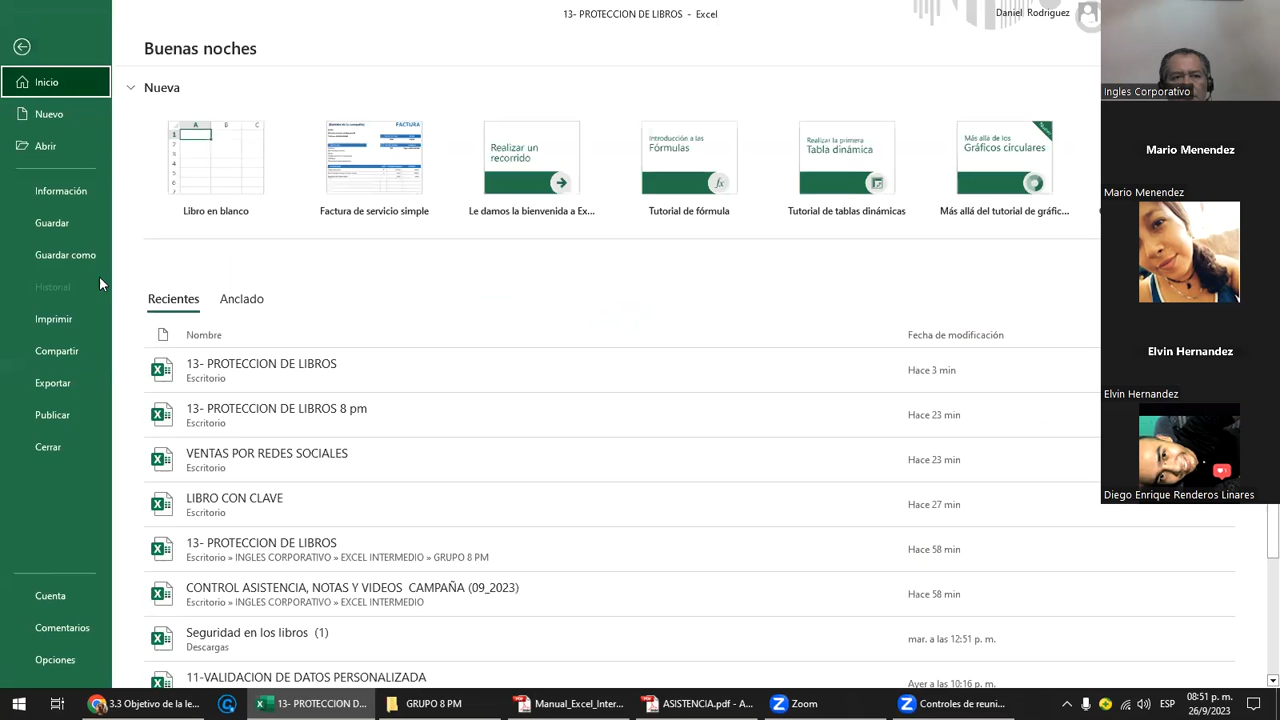 13- PROTECCION DE LIBROS - Excel
Daniel Rodriguez
Buenas noches
Inicio
Nuevo
Abrir
Información
Guardar
Guardar como
Historial
Imprimir
Compartir
Exportar
Publicar
Cerrar
Cuenta
Comentarios
Opciones
Nueva
A B C
1
2
3
4
5
6
7
FACTURA
Realizar un
recorrido
Introducción a las
Fórmulas
fx
Realizar la primera
Tabla dinámica
Más allá de los
Gráficos circulares
Libro en blanco
Factura de servicio simple
Le damos la bienvenida a Ex...
Tutorial de fórmula
Tutorial de tablas dinámicas
Más allá del tutorial de gráfic...
Recientes Anclado
Nombre Fecha de modificación
13- PROTECCION DE LIBROS
Escritorio
Hace 3 min
13- PROTECCION DE LIBROS 8 pm
Escritorio
Hace 23 min
VENTAS POR REDES SOCIALES
Escritorio
Hace 23 min
LIBRO CON CLAVE
Escritorio
Hace 27 min
13- PROTECCION DE LIBROS
Escritorio » INGLES CORPORATIVO » EXCEL INTERMEDIO » GRUPO 8 PM
Hace 58 min
CONTROL ASISTENCIA, NOTAS Y VIDEOS CAMPAÑA (09_2023)
Escritorio » INGLES CORPORATIVO » EXCEL INTERMEDIO
Hace 58 min
Seguridad en los libros (1)
Descargas
mar. a las 12:51 p. m.
11-VALIDACION DE DATOS PERSONALIZADA
Ayer a las 10:16 p. m.
Ingles Corporativo
Mario Menendez
Mario Menendez
Elvin Hernandez
Elvin Hernandez
Diego Enrique Renderos Linares
3.3 Objetivo de la le...
13- PROTECCION D...
GRUPO 8 PM
Manual_Excel_Inter...
ASISTENCIA.pdf - A...
Zoom
Controles de reuni...
ESP
08:51 p. m.
26/9/2023